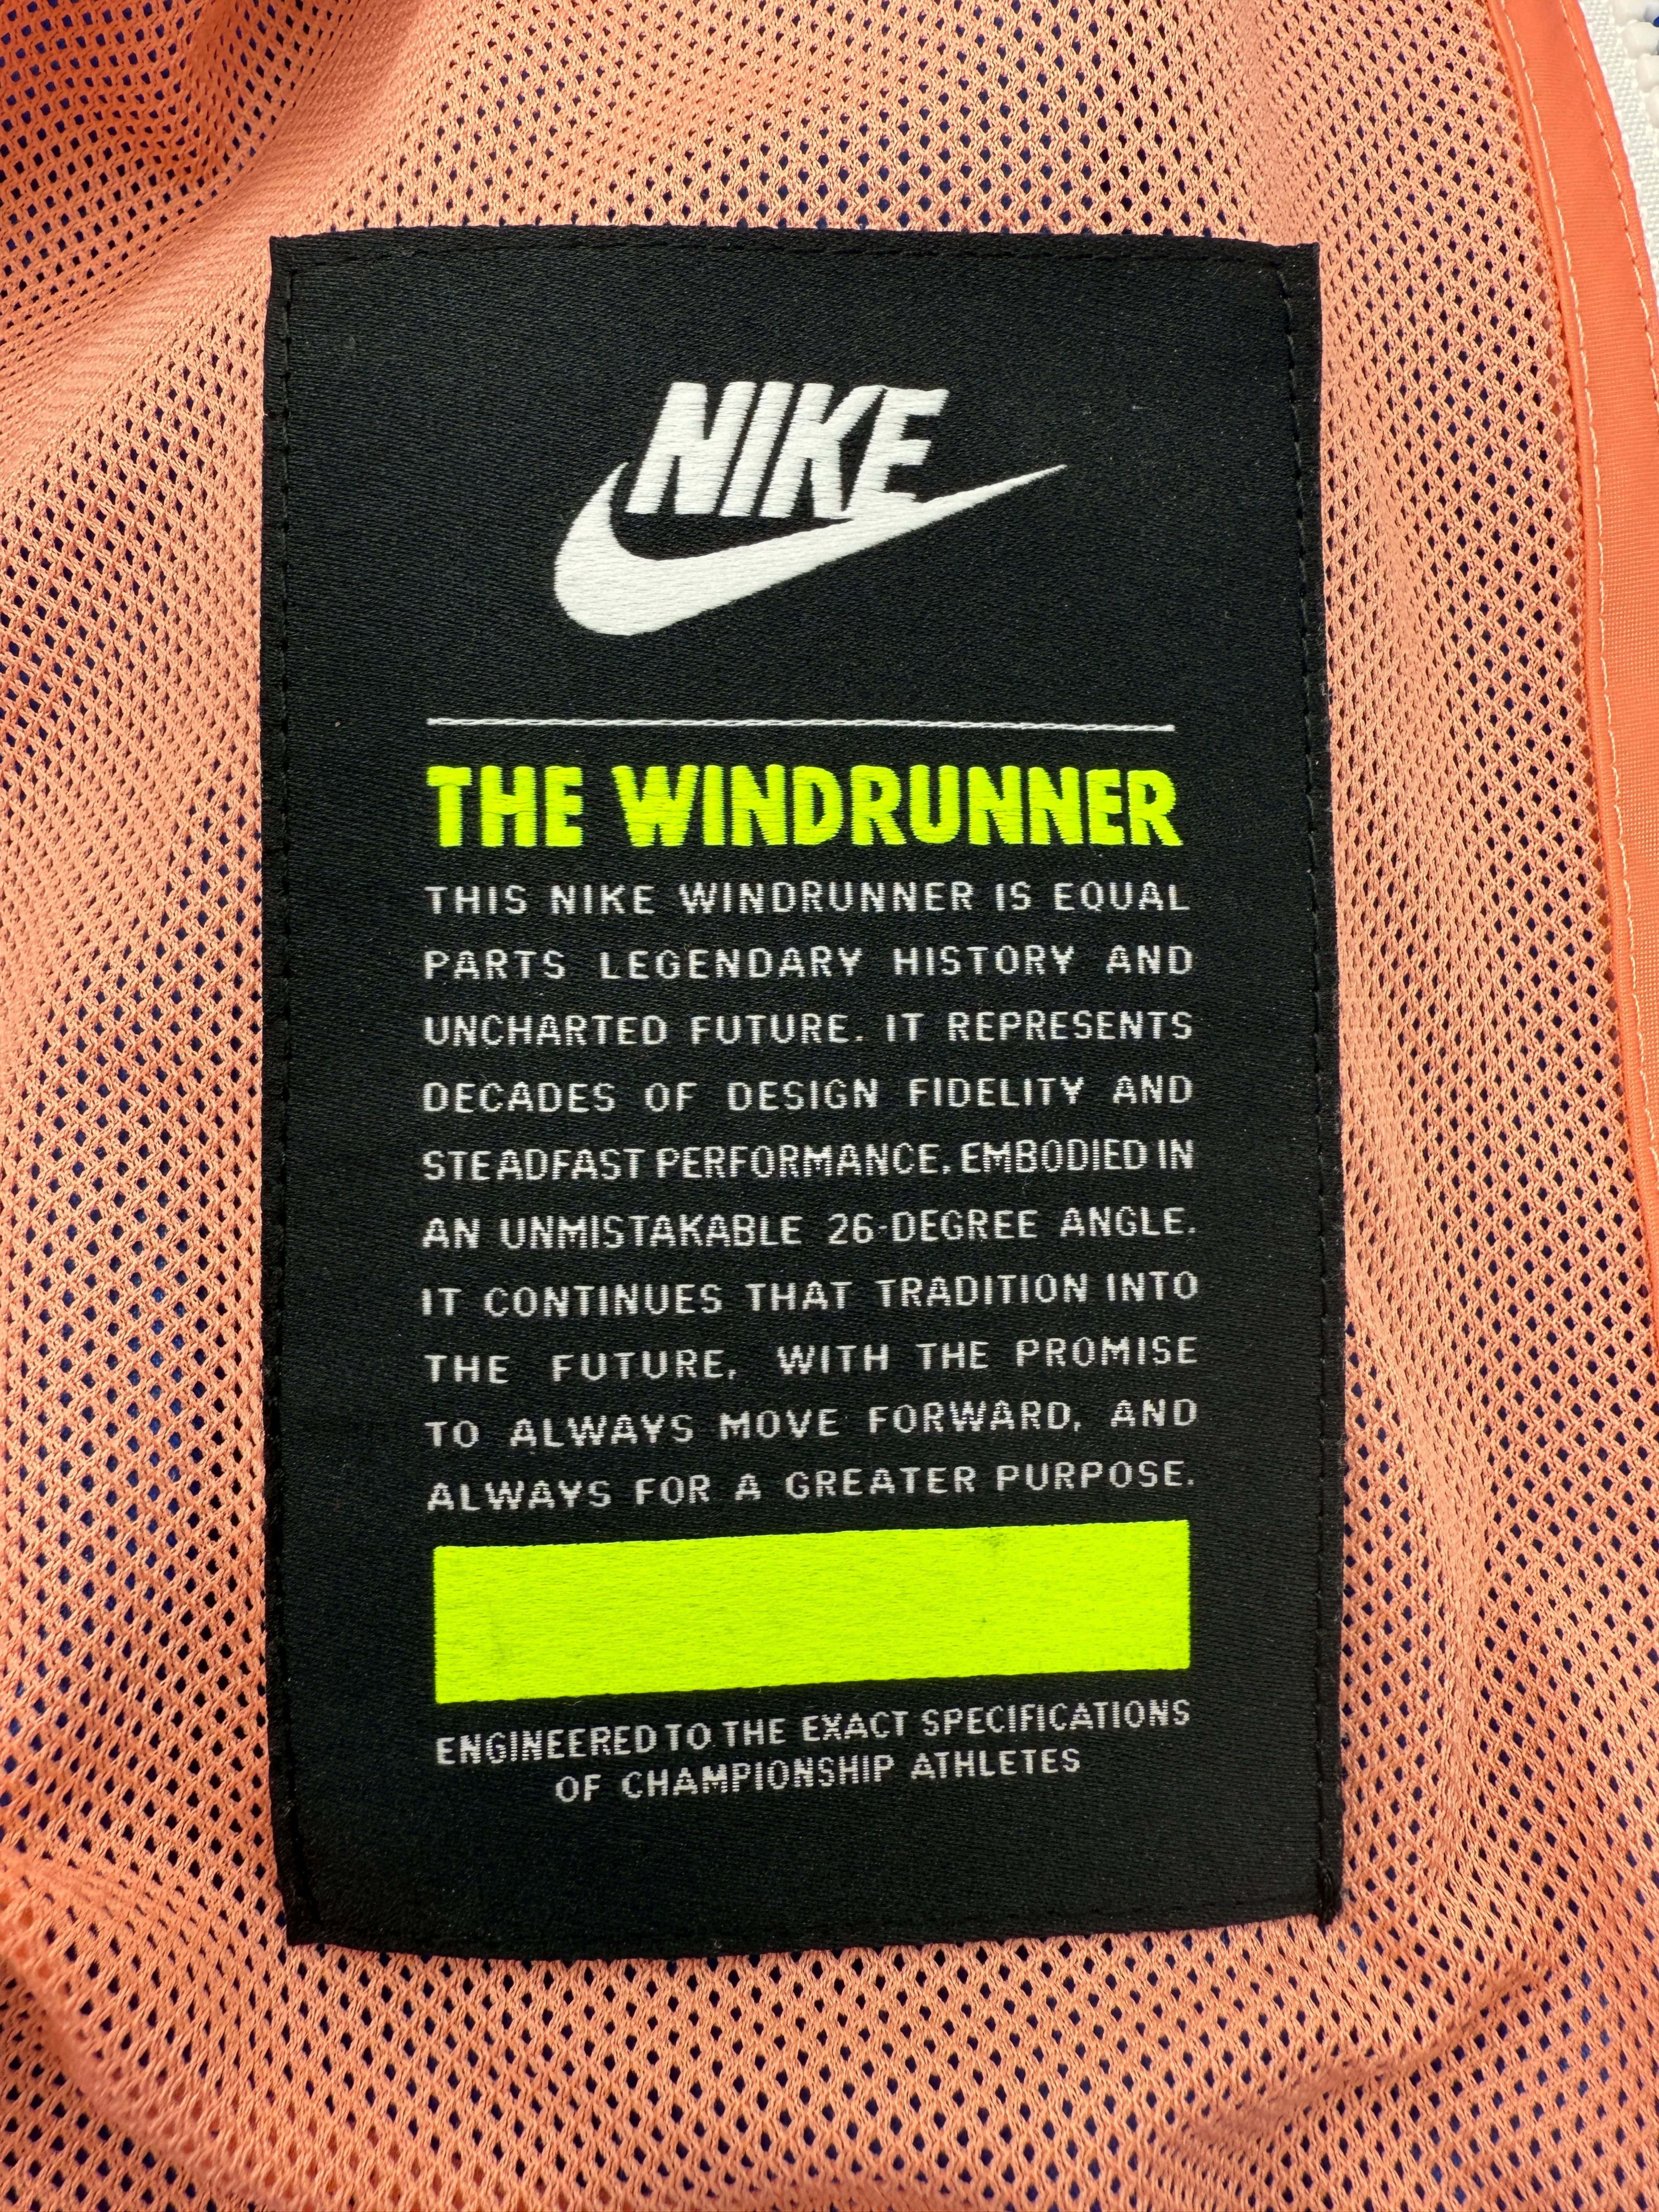 NIKE
THE WINDRUNNER
THIS NIKE WINDRUNNER IS EQUAL
PARTS LEGENDARY HISTORY AND
UNCHARTED FUTURE. IT REPRESENTS
DECADES OF DESIGN FIDELITY AND
STEADFAST PERFORMANCE, EMBODIED IN
AN UNMISTAKABLE 26-DEGREE ANGLE.
IT CONTINUES THAT TRADITION INTO
THE FUTURE, WITH THE PROMISE
TO ALWAYS MOVE FORWARD, AND
ALWAYS FOR A GREATER PURPOSE.
ENGINEERED TO THE EXACT SPECIFICATIONS
OF CHAMPIONSHIP ATHLETES